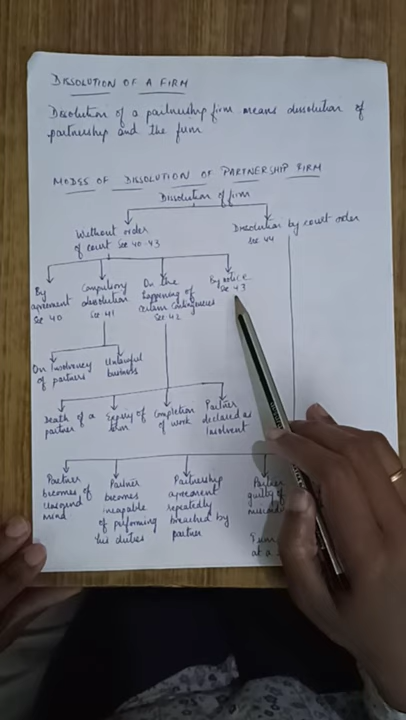 DISSOLUTION OF A FIRM
Dissolution of a partnership firm means dissolution of
partnership and the firm
MODES OF DISSOLUTION OF PARTNERSHIP FIRM
Dissolution of firm
Without order
of court Sec 40-43
Dissolution by court order
Sec 44
By
agreement
Sec 40
Compulsory
dissolution
Sec 41
On the
happening of
certain contingencies
Sec 42
By notice
Sec 43
On Insolvency
of partners
Unlawful
business
Death of a
partner
Expiry of
term
Completion
of work
Partner
declared as
Insolvent
Partner
becomes of
unsound
mind
Partner
becomes
incapable
of performing
his duties
Partnership
agreement
repeatedly
breached by
partner
Partner
guilty of
Firm
at a